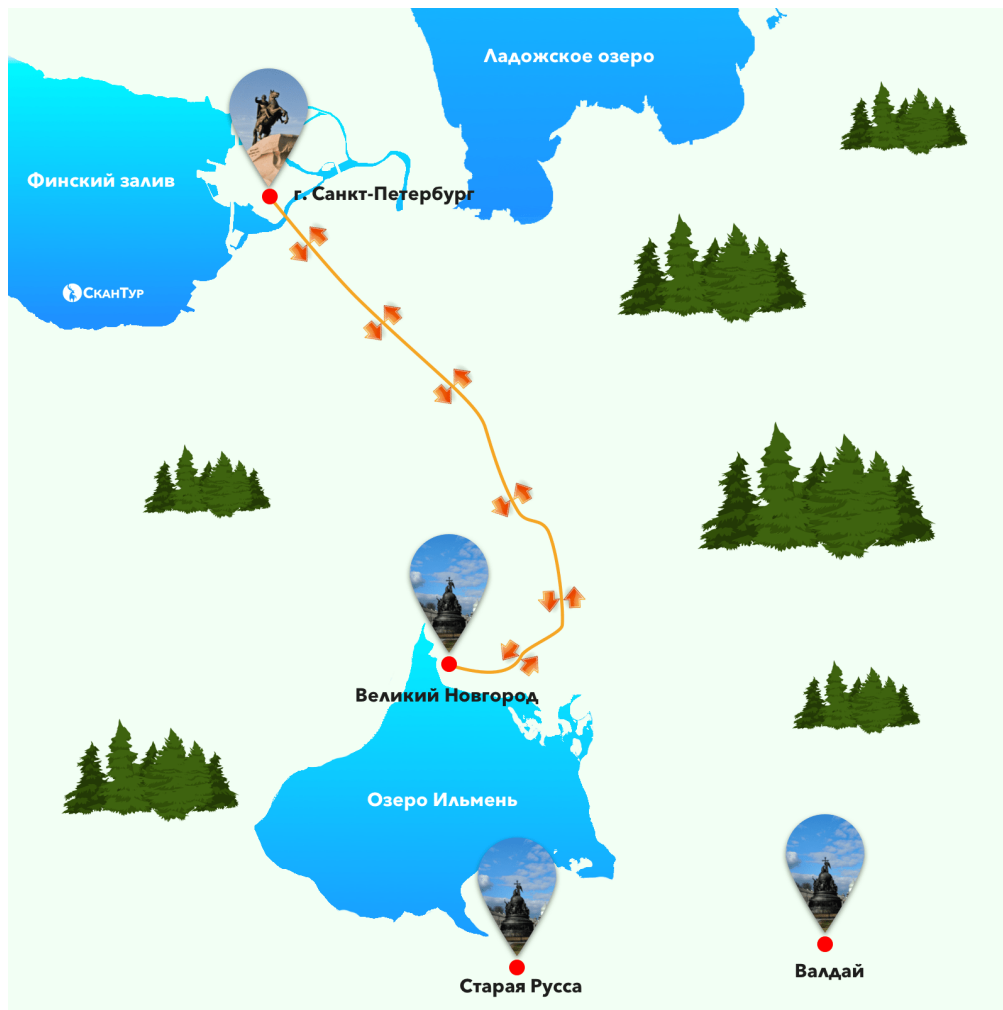 Ладожское озеро
Финский залив
г. Санкт-Петербург
СканТур
Великий Новгород
Озеро Ильмень
Валдай
Старая Русса